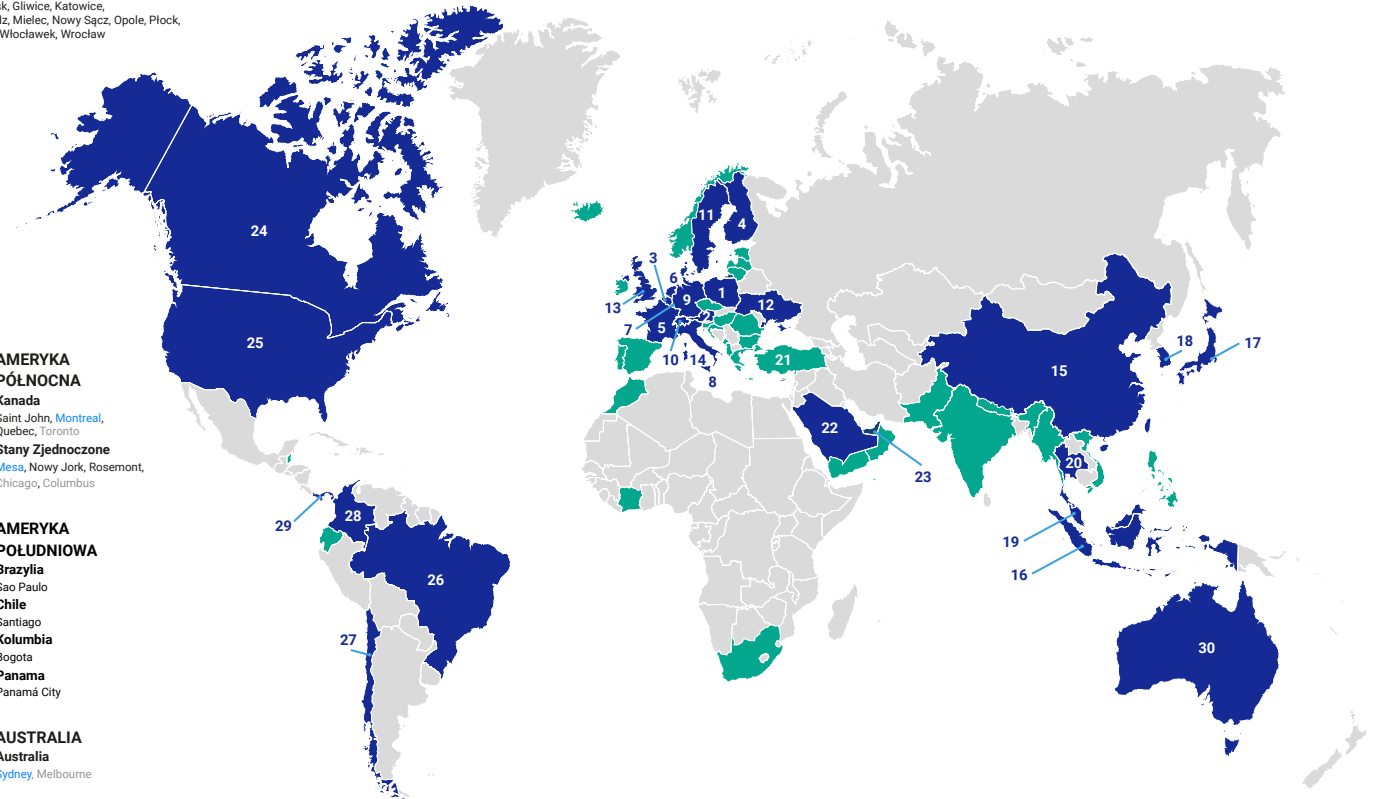 sk, Gliwice, Katowice,
dz, Mielec, Nowy Sącz, Opole, Płock,
Włocławek, Wrocław
AMERYKA
PÓŁNOCNA
Kanada
Saint John, Montreal,
Quebec, Toronto
Stany Zjednoczone
Mesa, Nowy Jork, Rosemont,
Chicago, Columbus
AMERYKA
POŁUDNIOWA
Brazylia
Sao Paulo
Chile
Santiago
Kolumbia
Bogota
Panama
Panamá City
AUSTRALIA
Australia
Sydney, Melbourne
24
25
29
28
26
27
11
4
3
6
13
9
1
12
7
5
2
10
14
8
21
22
23
15
18
17
20
19
16
30